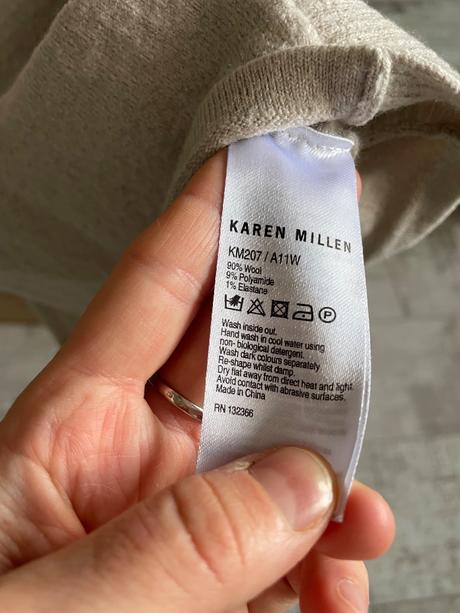 KAREN MILLEN
KM207 / A11W
90% Wool
9% Polyamide
1% Elastane
P
Wash inside out.
Hand wash in cool water using
non- biological detergent.
Wash dark colours separately
Re-shape whilst damp.
Dry flat away from direct heat and light.
Avoid contact with abrasive surfaces.
Made in China
RN 132366